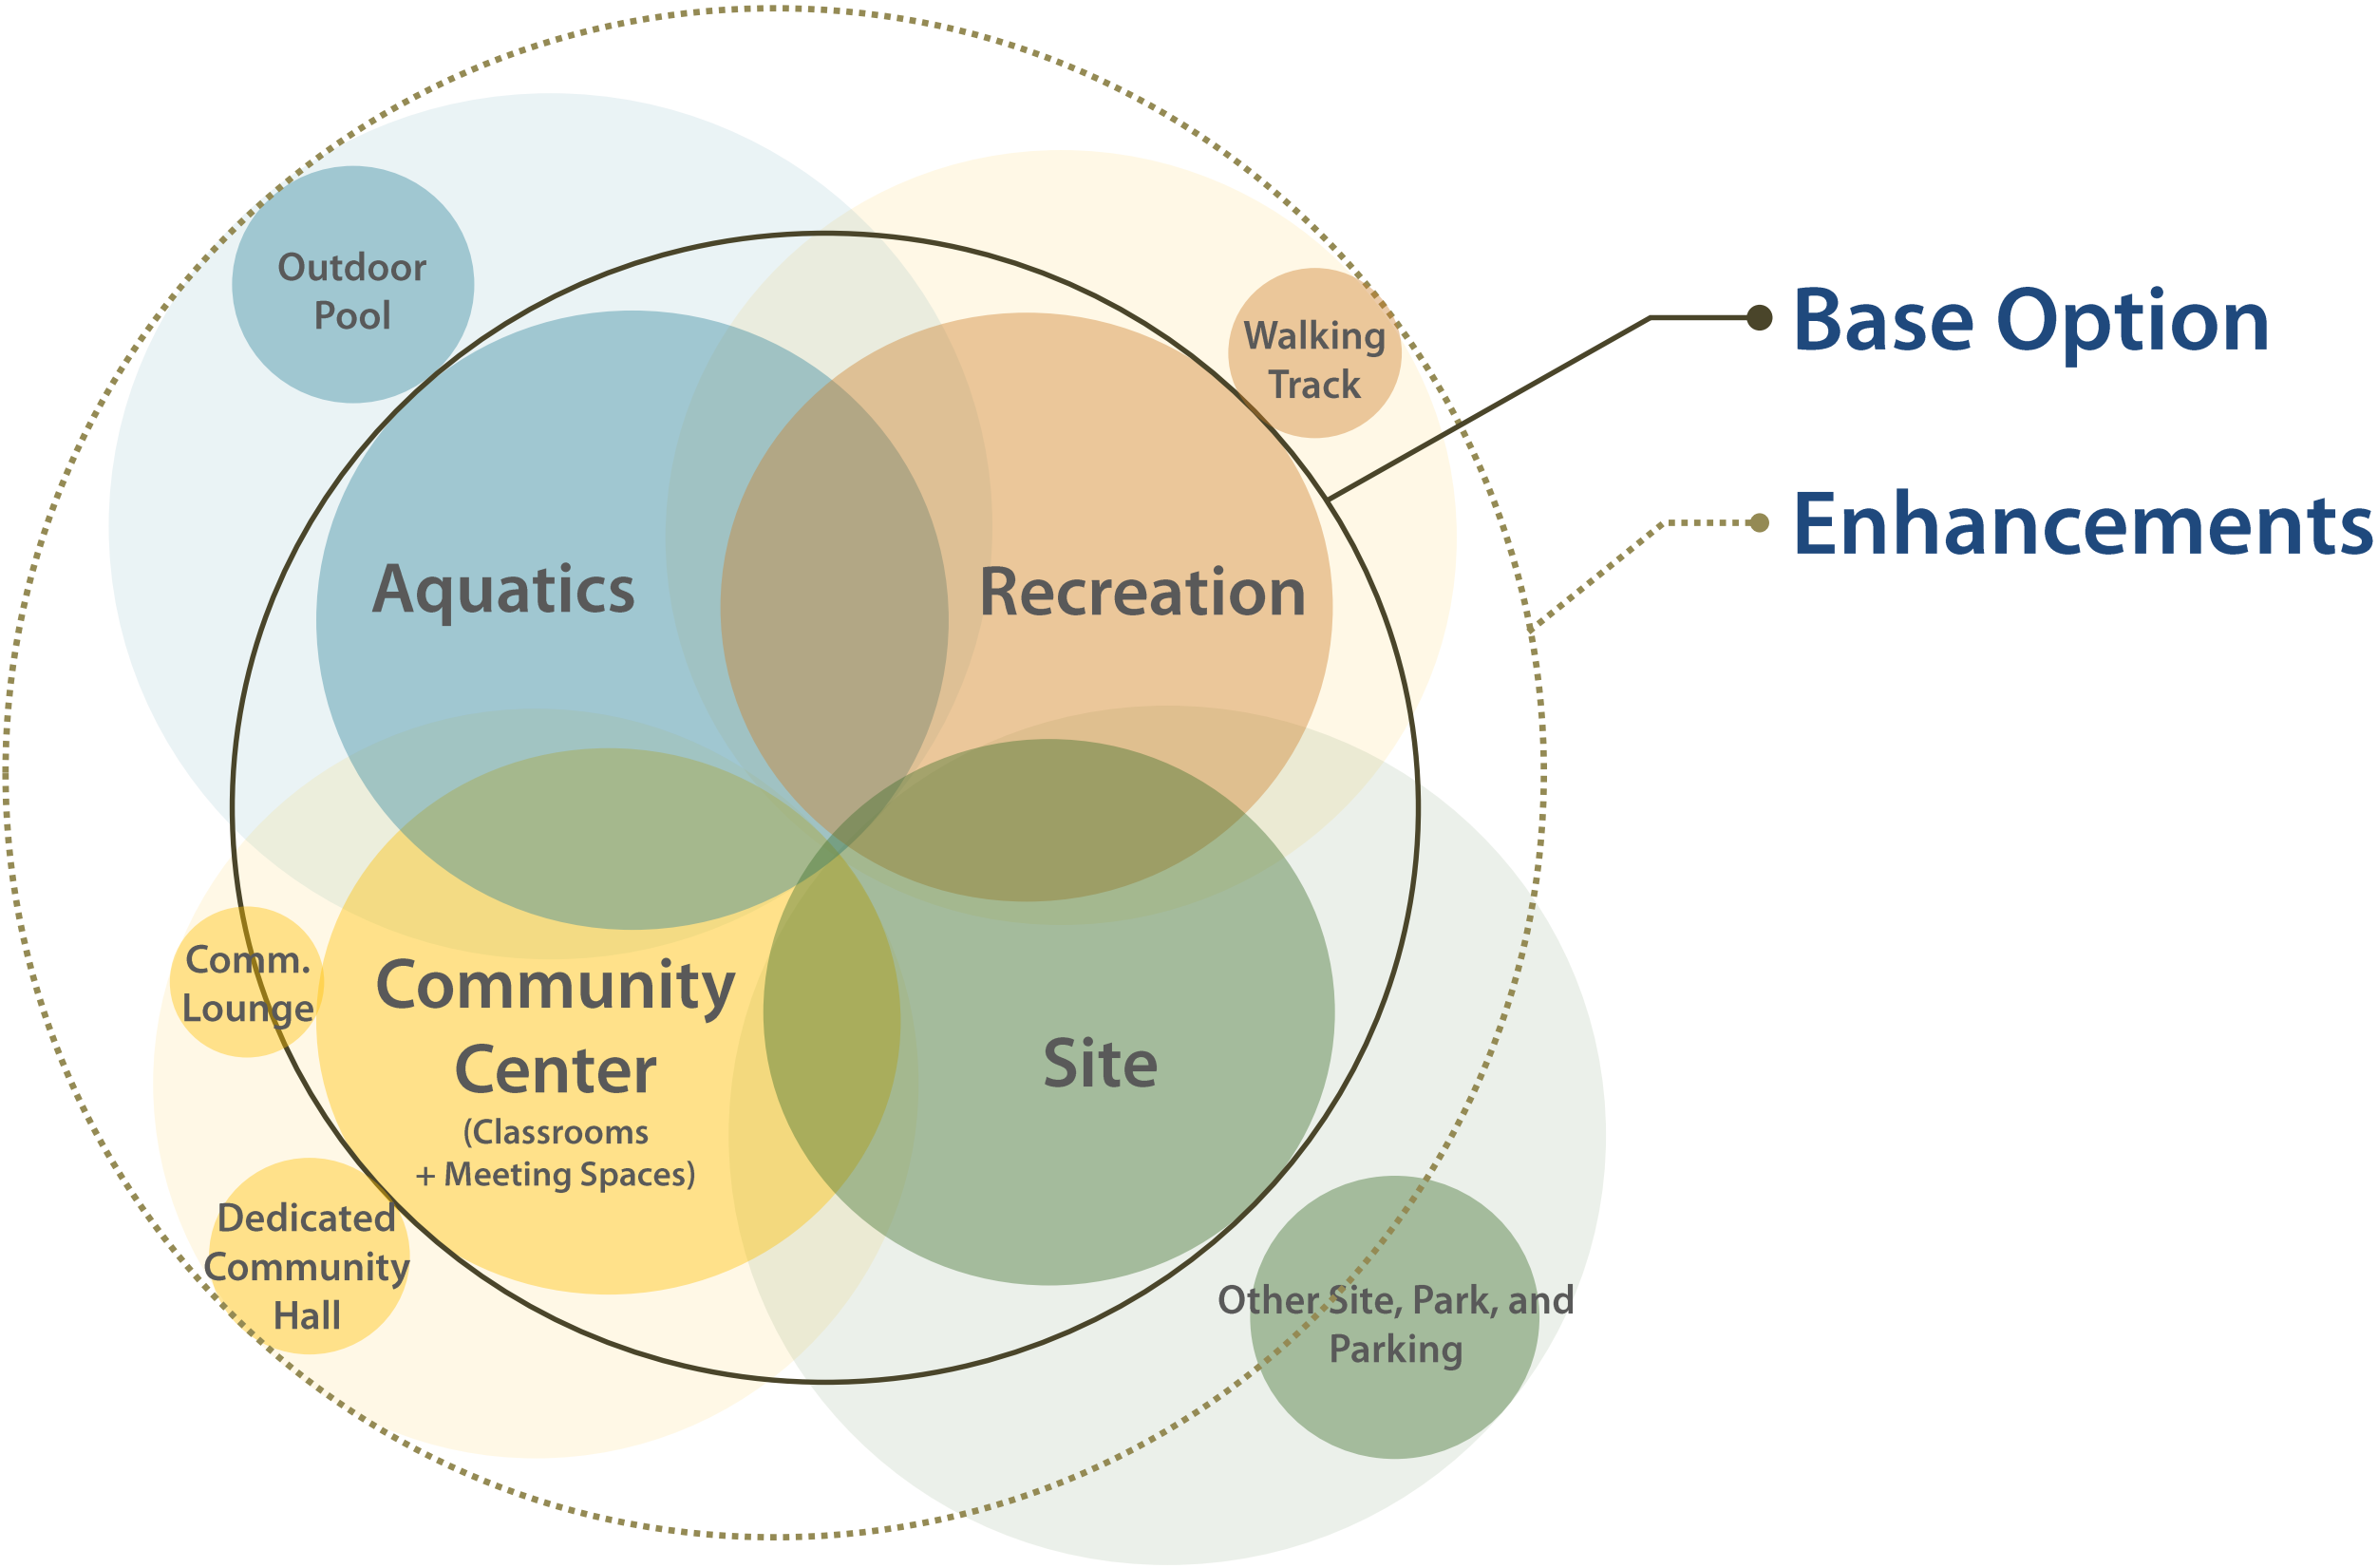 Outdoor
Pool
Walking
Track
Base Option
Enhancements
Aquatics
Recreation
Comm.
Lounge
Community
Center
(Classrooms
+ Meeting Spaces)
Site
Dedicated
Community
Hall
Other Site, Park, and
Parking